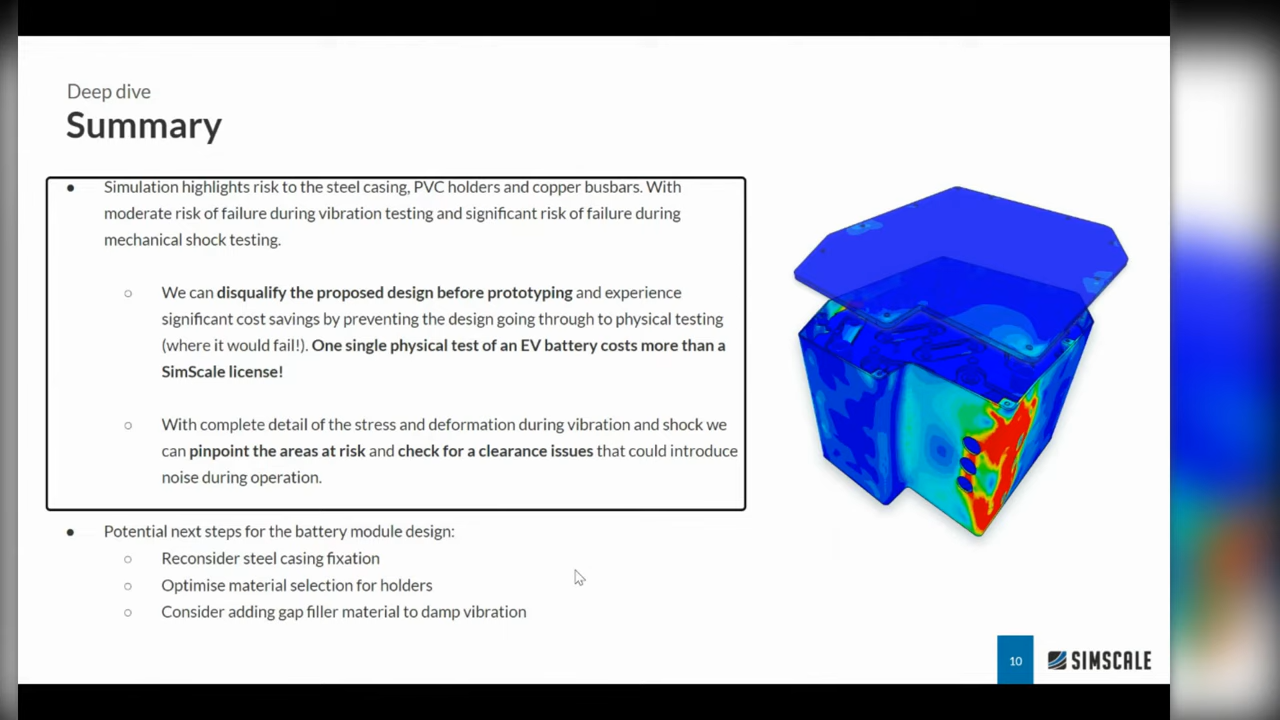 Deep dive
Summary
● Simulation highlights risk to the steel casing, PVC holders and copper busbars. With
moderate risk of failure during vibration testing and significant risk of failure during
mechanical shock testing.
○ We can disqualify the proposed design before prototyping and experience
significant cost savings by preventing the design going through to physical testing
(where it would fail!). One single physical test of an EV battery costs more than a
SimScale license!
○ With complete detail of the stress and deformation during vibration and shock we
can pinpoint the areas at risk and check for a clearance issues that could introduce
noise during operation.
● Potential next steps for the battery module design:
○ Reconsider steel casing fixation
○ Optimise material selection for holders
○ Consider adding gap filler material to damp vibration
10
SIMSCALE